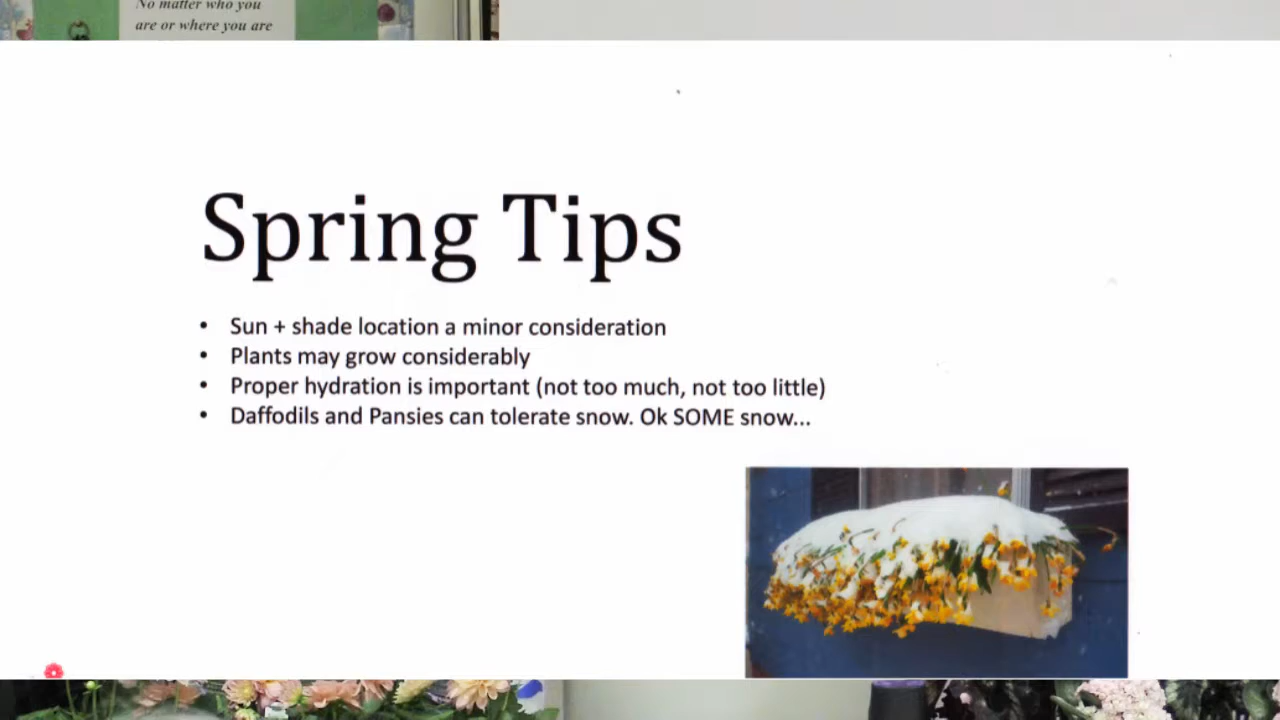 No matter who you
are or where you are
Spring Tips
• Sun + shade location a minor consideration
• Plants may grow considerably
• Proper hydration is important (not too much, not too little)
• Daffodils and Pansies can tolerate snow. Ok SOME snow...